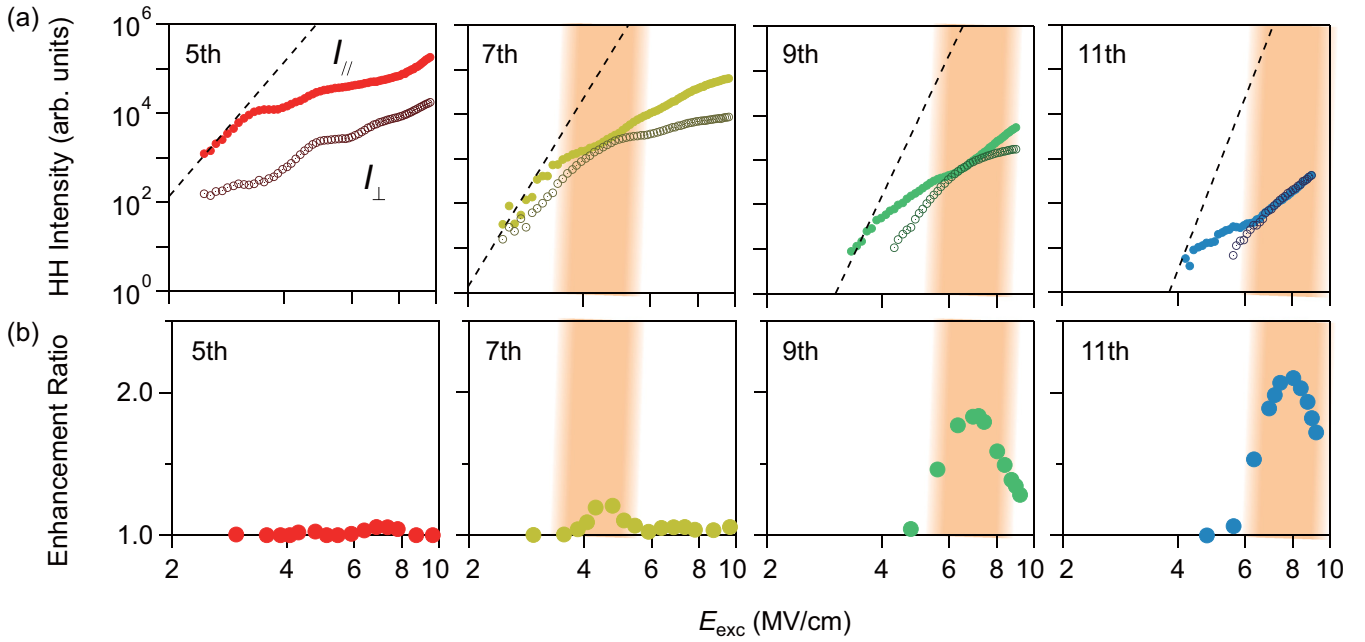 (a)
HH Intensity (arb. units)
10^6
10^4
10^2
10^0
5th
I_//
I_⊥
7th
9th
11th
2 4 6 8 10
2 4 6 8 10
2 4 6 8 10
2 4 6 8 10
(b)
Enhancement Ratio
2.0
1.0
5th
7th
9th
11th
E_exc (MV/cm)